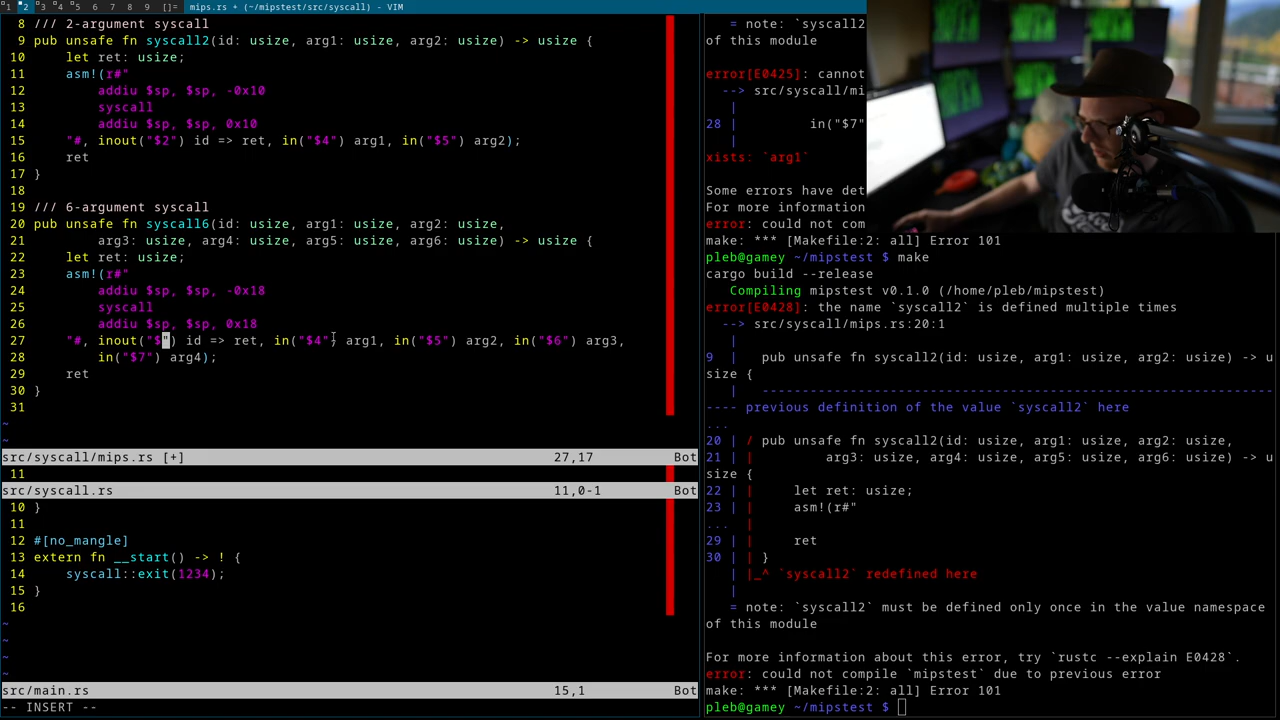 1 2 3 4 5 6 7 8 9 []= mips.rs + (~/mipstest/src/syscall) - VIM
8 /// 2-argument syscall
9 pub unsafe fn syscall2(id: usize, arg1: usize, arg2: usize) -> usize {
10     let ret: usize;
11     asm!(r#"
12         addiu $sp, $sp, -0x10
13         syscall
14         addiu $sp, $sp, 0x10
15     "#, inout("$2") id => ret, in("$4") arg1, in("$5") arg2);
16     ret
17 }
18
19 /// 6-argument syscall
20 pub unsafe fn syscall6(id: usize, arg1: usize, arg2: usize,
21         arg3: usize, arg4: usize, arg5: usize, arg6: usize) -> usize {
22     let ret: usize;
23     asm!(r#"
24         addiu $sp, $sp, -0x18
25         syscall
26         addiu $sp, $sp, 0x18
27     "#, inout("$") id => ret, in("$4") arg1, in("$5") arg2, in("$6") arg3,
28         in("$7") arg4);
29     ret
30 }
31
~
~
src/syscall/mips.rs [+] 27,17 Bot
11
src/syscall.rs 11,0-1 Bot
10 }
11
12 #[no_mangle]
13 extern fn __start() -> ! {
14     syscall::exit(1234);
15 }
16
~
~
~
~
src/main.rs 15,1 Bot
-- INSERT --
= note: `syscall2
of this module
error[E0425]: cannot
--> src/syscall/mi
|
28 |         in("$7"
|
xists: `arg1`
Some errors have det
For more information
error: could not com
make: *** [Makefile:2: all] Error 101
pleb@gamey ~/mipstest $ make
cargo build --release
Compiling mipstest v0.1.0 (/home/pleb/mipstest)
error[E0428]: the name `syscall2` is defined multiple times
--> src/syscall/mips.rs:20:1
|
9 |   pub unsafe fn syscall2(id: usize, arg1: usize, arg2: usize) -> u
size {
|   ----------------------------------------------------------------
---- previous definition of the value `syscall2` here
...
20 | / pub unsafe fn syscall2(id: usize, arg1: usize, arg2: usize,
21 | |         arg3: usize, arg4: usize, arg5: usize, arg6: usize) -> u
size {
22 | |     let ret: usize;
23 | |     asm!(r#"
... |
29 | |     ret
30 | | }
| |_^ `syscall2` redefined here
|
= note: `syscall2` must be defined only once in the value namespace
of this module
For more information about this error, try `rustc --explain E0428`.
error: could not compile `mipstest` due to previous error
make: *** [Makefile:2: all] Error 101
pleb@gamey ~/mipstest $